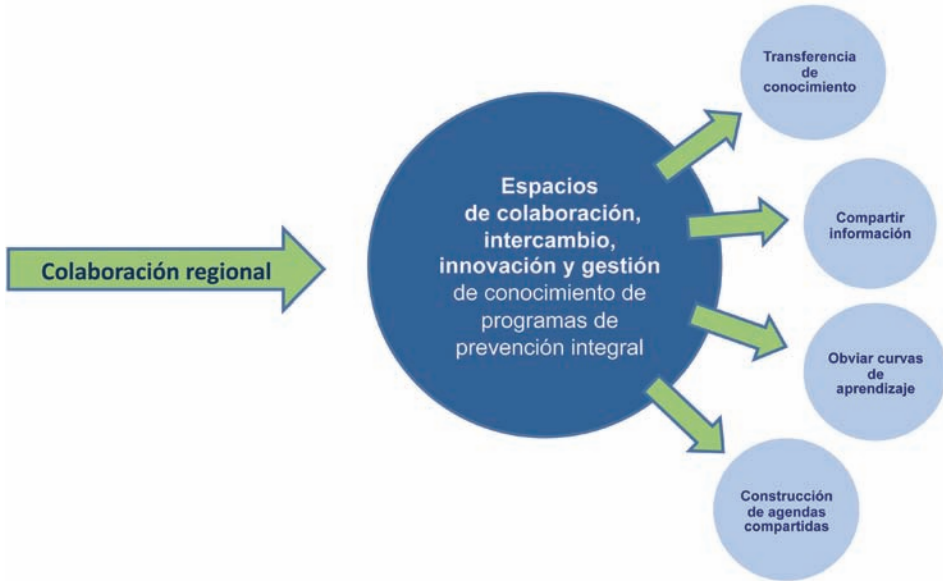 Colaboración regional
Espacios
de colaboración,
intercambio,
innovación y gestión
de conocimiento de
programas de
prevención integral
Transferencia
de
conocimiento
Compartir
información
Obviar curvas
de
aprendizaje
Construcción
de agendas
compartidas